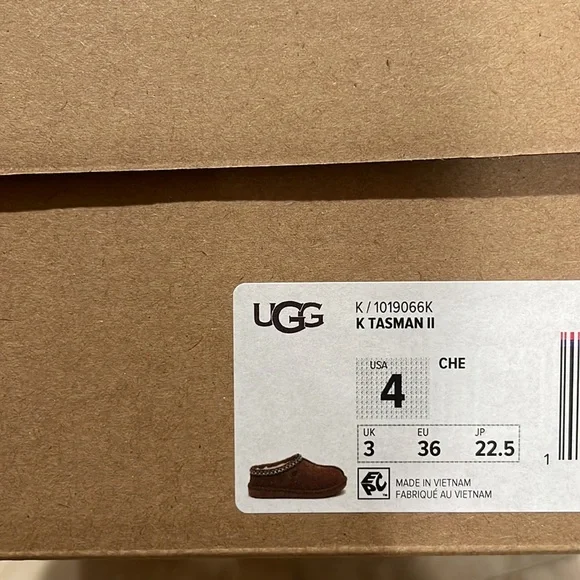 UGG
K / 1019066K
K TASMAN II
USA
4
CHE
UK EU JP
3 36 22.5
1
EPC
MADE IN VIETNAM
FABRIQUÉ AU VIETNAM